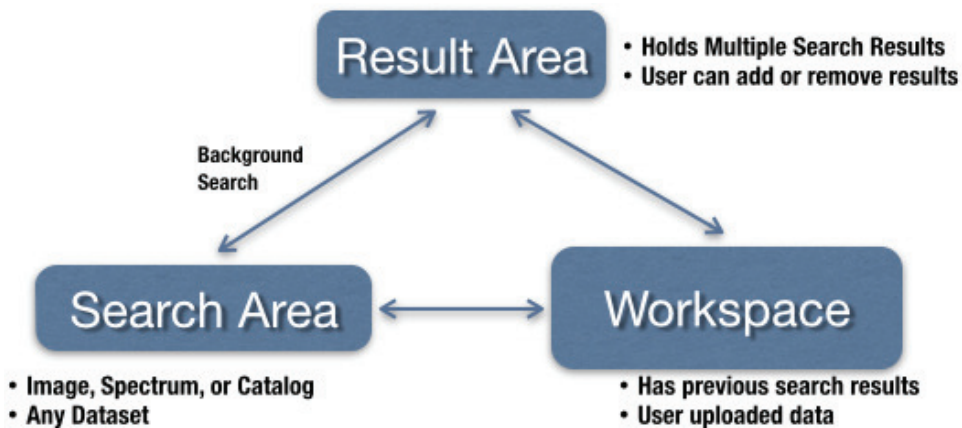 Result Area
• Holds Multiple Search Results
• User can add or remove results
Background
Search
Search Area
Workspace
• Image, Spectrum, or Catalog
• Any Dataset
• Has previous search results
• User uploaded data